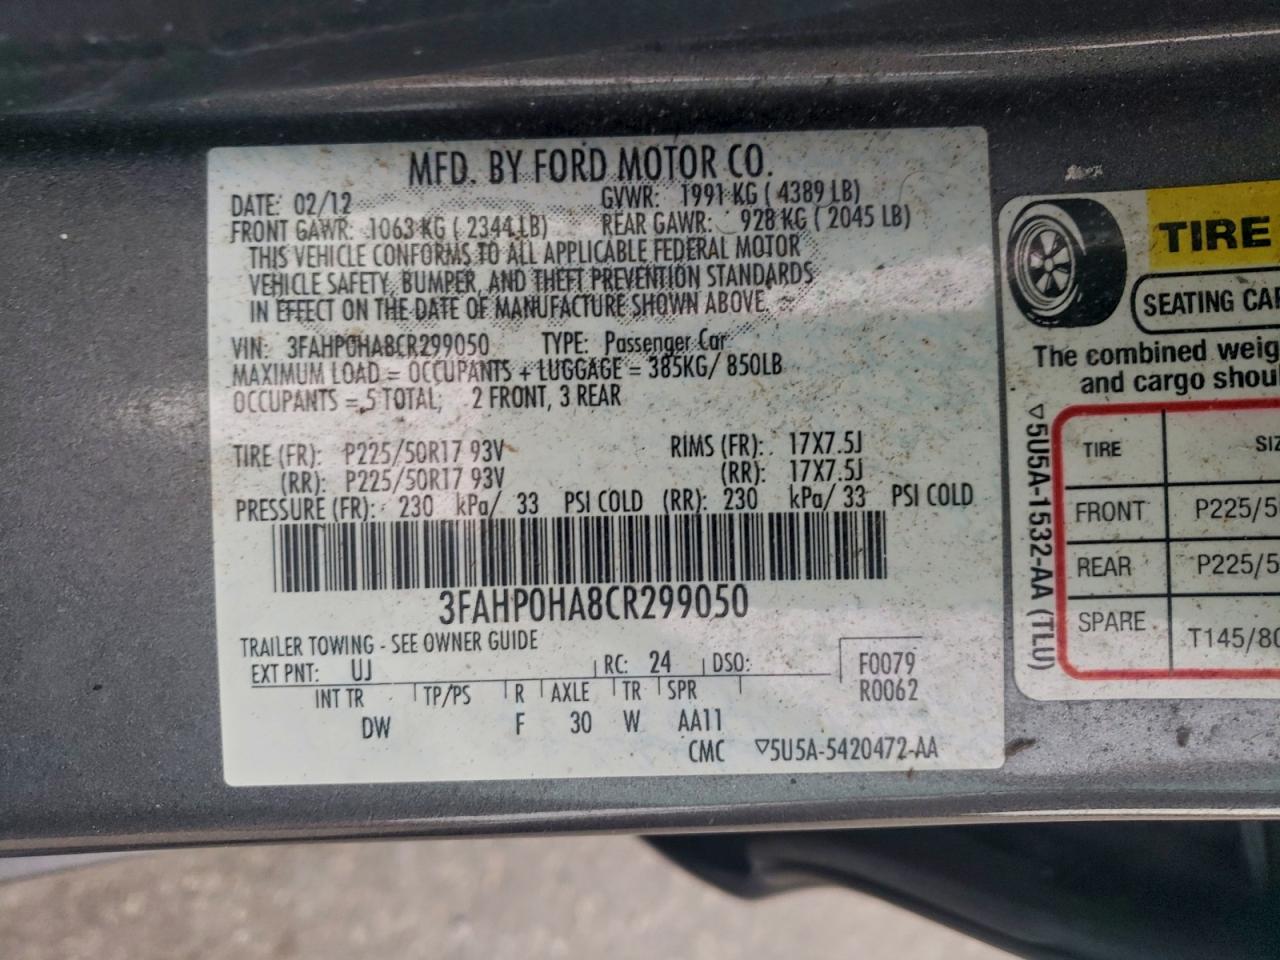 MFD. BY FORD MOTOR CO.
DATE: 02/12 GVWR: 1991 KG ( 4389 LB)
FRONT GAWR: 1063 KG ( 2344 LB) REAR GAWR: 928 KG ( 2045 LB)
THIS VEHICLE CONFORMS TO ALL APPLICABLE FEDERAL MOTOR
VEHICLE SAFETY, BUMPER, AND THEFT PREVENTION STANDARDS
IN EFFECT ON THE DATE OF MANUFACTURE SHOWN ABOVE.
VIN: 3FAHP0HA8CR299050 TYPE: Passenger Car
MAXIMUM LOAD = OCCUPANTS + LUGGAGE = 385KG/ 850LB
OCCUPANTS = 5 TOTAL, 2 FRONT, 3 REAR
TIRE (FR): P225/50R17 93V RIMS (FR): 17X7.5J
(RR): P225/50R17 93V (RR): 17X7.5J
PRESSURE (FR): 230 kPa/ 33 PSI COLD (RR): 230 kPa/ 33 PSI COLD
3FAHP0HA8CR299050
TRAILER TOWING - SEE OWNER GUIDE
EXT PNT: UJ RC: 24 DSO: F0079
INT TR TP/PS R AXLE TR SPR R0062
DW F 30 W AA11
CMC ▽5U5A-5420472-AA
TIRE
SEATING CAP
The combined weig
and cargo shoul
▽5U5A-1532-AA (TLU)
TIRE SIZ
FRONT P225/50
REAR P225/5
SPARE T145/80